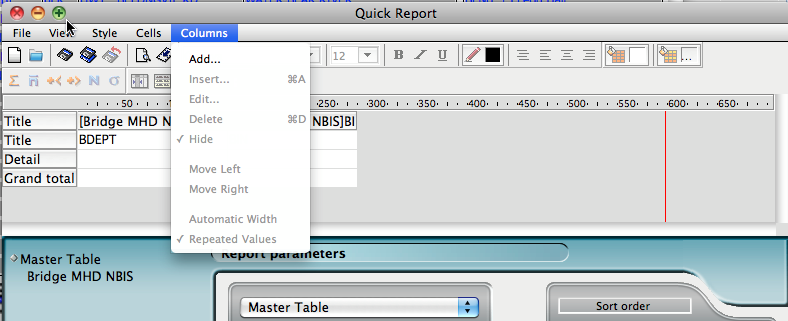 Quick Report
File View Style Cells Columns
12
Add...
Insert... ⌘A
Edit...
Delete ⌘D
✓ Hide
Move Left
Move Right
Automatic Width
✓ Repeated Values
50 250 300 350 400 450 500 550 600 650
Title [Bridge MHD N NBIS]BI
Title BDEPT
Detail
Grand total
Master Table
Bridge MHD NBIS
Report parameters
Master Table
Sort order